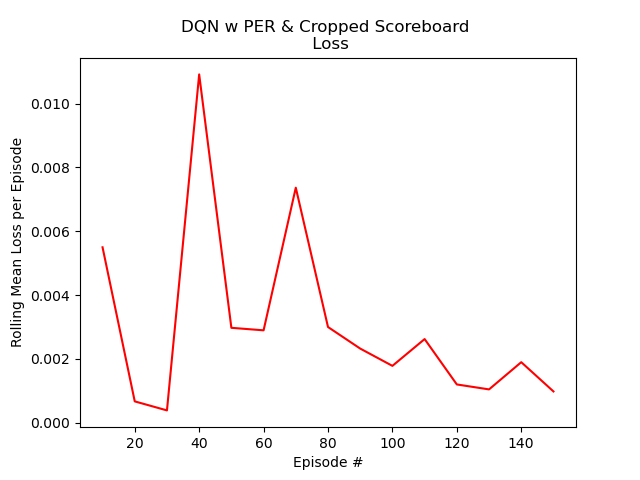 DQN w PER & Cropped Scoreboard
Loss
Rolling Mean Loss per Episode
0.010
0.008
0.006
0.004
0.002
0.000
20 40 60 80 100 120 140
Episode #